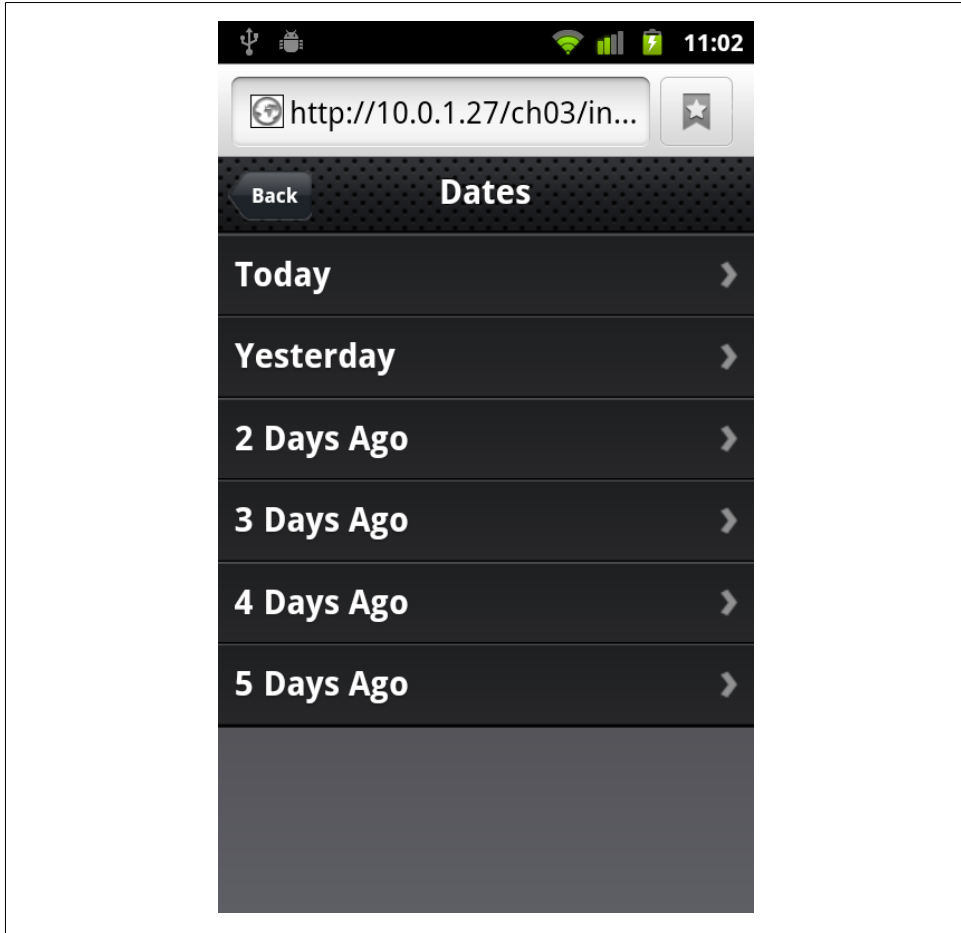 11:02
http://10.0.1.27/ch03/in...
Back Dates
Today
Yesterday
2 Days Ago
3 Days Ago
4 Days Ago
5 Days Ago